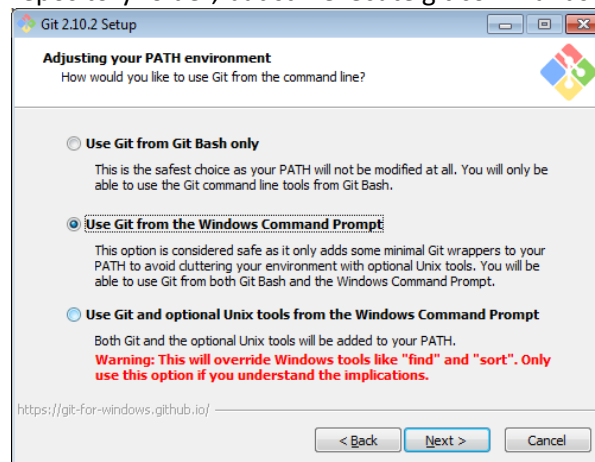 Git 2.10.2 Setup
Adjusting your PATH environment
How would you like to use Git from the command line?
Use Git from Git Bash only
This is the safest choice as your PATH will not be modified at all. You will only be
able to use the Git command line tools from Git Bash.
Use Git from the Windows Command Prompt
This option is considered safe as it only adds some minimal Git wrappers to your
PATH to avoid cluttering your environment with optional Unix tools. You will be
able to use Git from both Git Bash and the Windows Command Prompt.
Use Git and optional Unix tools from the Windows Command Prompt
Both Git and the optional Unix tools will be added to your PATH.
Warning: This will override Windows tools like "find" and "sort". Only
use this option if you understand the implications.
https://git-for-windows.github.io/
< Back Next > Cancel